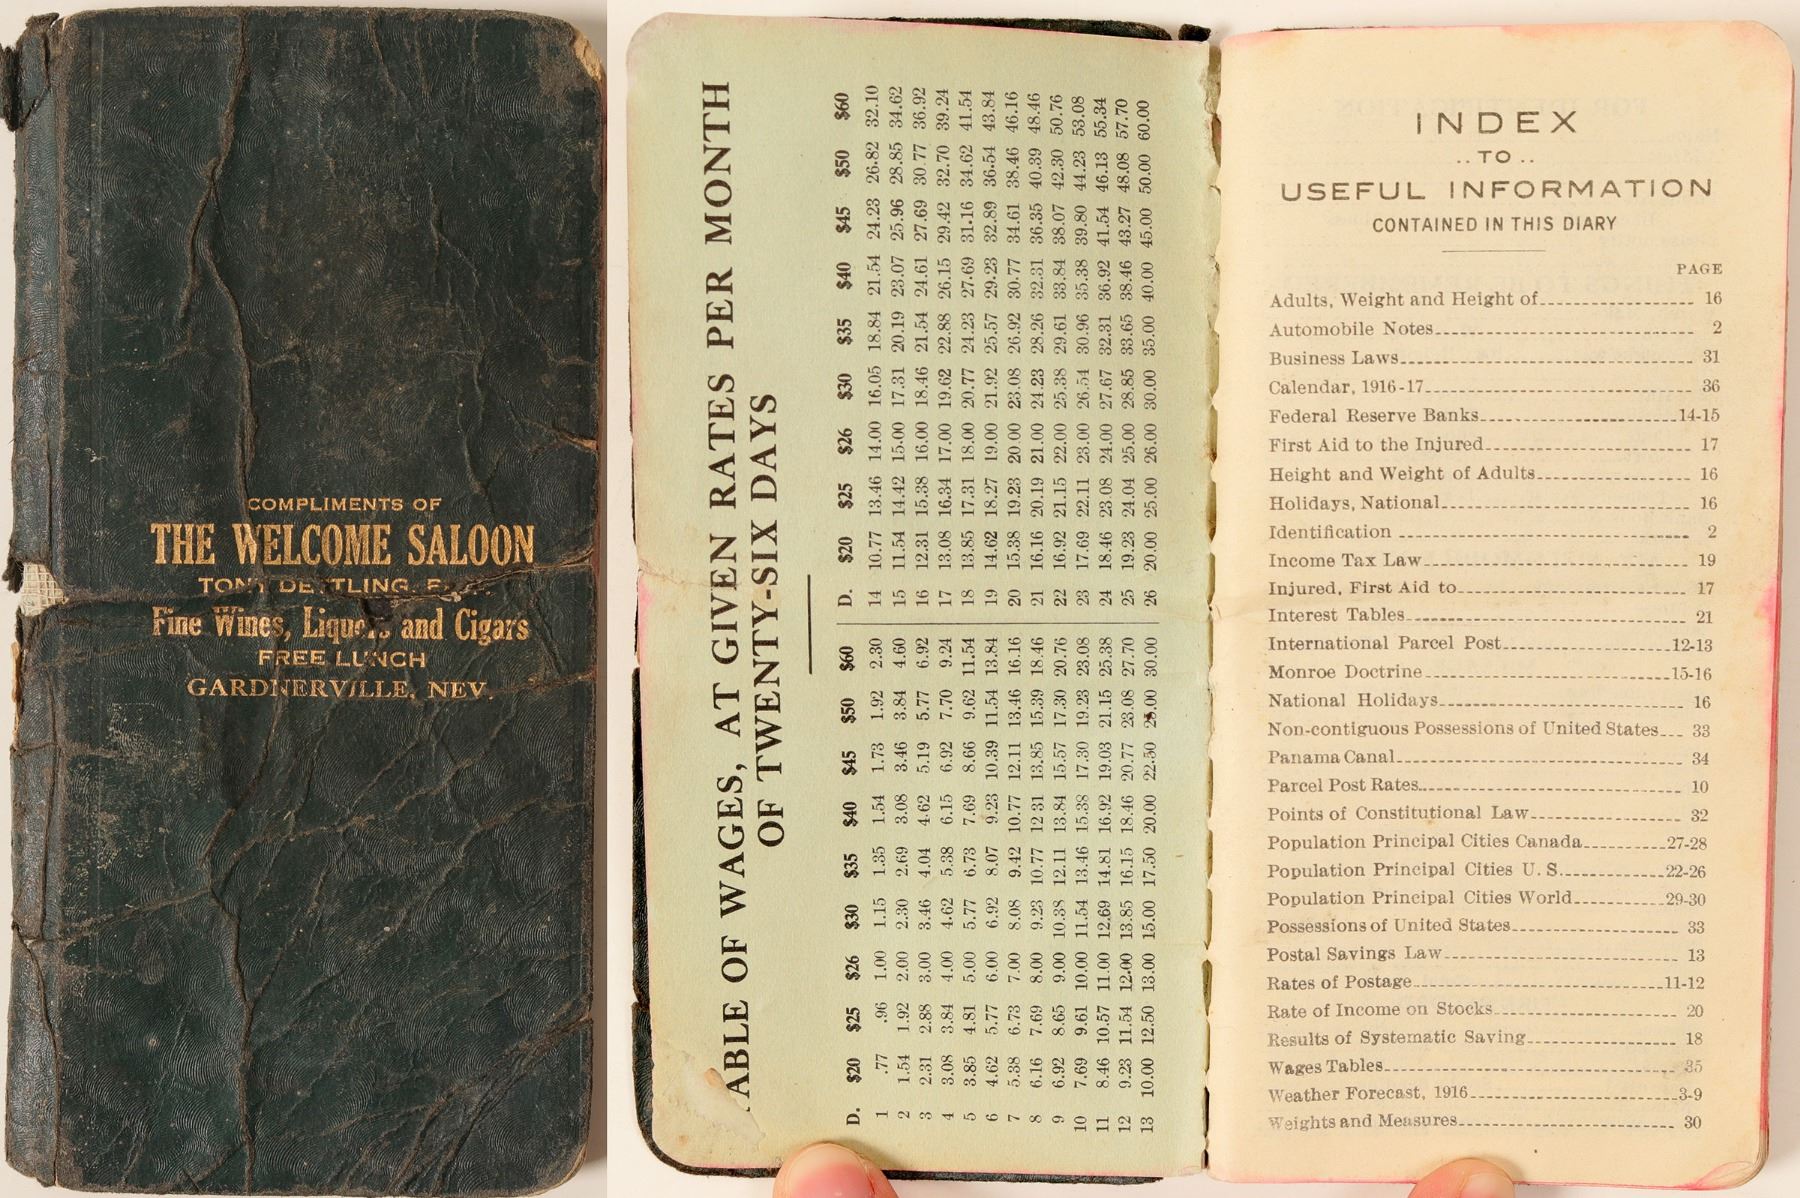 COMPLIMENTS OF
THE WELCOME SALOON
TONY
Fine Wines, Liquors and Cigars
FREE LUNCH
GARDNERVILLE, NEV.
ABLE OF WAGES, AT GIVEN RATES PER MONTH
OF TWENTY-SIX DAYS
D. $20 $25 $26 $30 $35 $40 $45 $50 $60 D. $20 $25 $26 $30 $35 $40 $45 $50 $60
1 .77 .96 1.00 1.15 1.35 1.54 1.73 1.92 2.30 14 10.77 13.46 14.00 16.05 18.84 21.54 24.23 26.82 32.10
2 1.54 1.92 2.00 2.30 2.69 3.08 3.46 3.84 4.60 15 11.54 14.42 15.00 17.31 20.19 23.07 25.96 28.85 34.62
3 2.31 2.88 3.00 3.46 4.04 4.62 5.19 5.77 6.92 16 12.31 15.38 16.00 18.46 21.54 24.61 27.69 30.77 36.92
4 3.08 3.84 4.00 4.62 5.38 6.15 6.92 7.70 9.24 17 13.08 16.34 17.00 19.62 22.88 26.15 29.42 32.70 39.24
5 3.85 4.81 5.00 5.77 6.73 7.69 8.66 9.62 11.54 18 13.85 17.31 18.00 20.77 24.23 27.69 31.16 34.62 41.54
6 4.62 5.77 6.00 6.92 8.07 9.23 10.39 11.54 13.84 19 14.62 18.27 19.00 21.92 25.57 29.23 32.89 36.54 43.84
7 5.38 6.73 7.00 8.08 9.42 10.77 12.11 13.46 16.16 20 15.38 19.23 20.00 23.08 26.92 30.77 34.61 38.46 46.16
8 6.16 7.69 8.00 9.23 10.77 12.31 13.85 15.39 18.46 21 16.16 20.19 21.00 24.23 28.26 32.31 36.35 40.39 48.46
9 6.92 8.65 9.00 10.38 12.11 13.84 15.57 17.30 20.76 22 16.92 21.15 22.00 25.38 29.61 33.84 38.07 42.30 50.76
10 7.69 9.61 10.00 11.54 13.46 15.38 17.30 19.23 23.08 23 17.69 22.11 23.00 26.54 30.96 35.38 39.80 44.23 53.08
11 8.46 10.57 11.00 12.69 14.81 16.92 19.03 21.15 25.38 24 18.46 23.08 24.00 27.67 32.31 36.92 41.54 46.13 55.34
12 9.23 11.54 12.00 13.85 16.15 18.46 20.77 23.08 27.70 25 19.23 24.04 25.00 28.85 33.65 38.46 43.27 48.08 57.70
13 10.00 12.50 13.00 15.00 17.50 20.00 22.50 25.00 30.00 26 20.00 25.00 26.00 30.00 35.00 40.00 45.00 50.00 60.00
INDEX
..TO..
USEFUL INFORMATION
CONTAINED IN THIS DIARY
PAGE
Adults, Weight and Height of 16
Automobile Notes 2
Business Laws 31
Calendar, 1916-17 36
Federal Reserve Banks 14-15
First Aid to the Injured 17
Height and Weight of Adults 16
Holidays, National 16
Identification 2
Income Tax Law 19
Injured, First Aid to 17
Interest Tables 21
International Parcel Post 12-13
Monroe Doctrine 15-16
National Holidays 16
Non-contiguous Possessions of United States 33
Panama Canal 34
Parcel Post Rates 10
Points of Constitutional Law 32
Population Principal Cities Canada 27-28
Population Principal Cities U. S. 22-26
Population Principal Cities World 29-30
Possessions of United States 33
Postal Savings Law 13
Rates of Postage 11-12
Rate of Income on Stocks 20
Results of Systematic Saving 18
Wages Tables 35
Weather Forecast, 1916 3-9
Weights and Measures 30